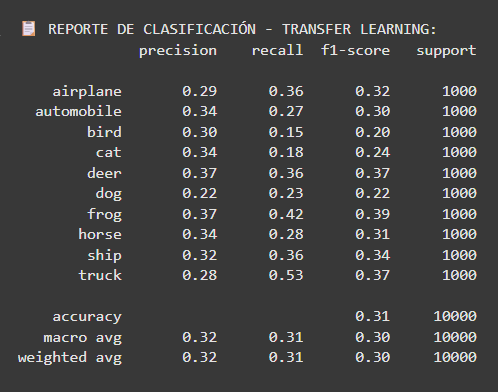 📋 REPORTE DE CLASIFICACIÓN - TRANSFER LEARNING:
precision recall f1-score support
airplane 0.29 0.36 0.32 1000
automobile 0.34 0.27 0.30 1000
bird 0.30 0.15 0.20 1000
cat 0.34 0.18 0.24 1000
deer 0.37 0.36 0.37 1000
dog 0.22 0.23 0.22 1000
frog 0.37 0.42 0.39 1000
horse 0.34 0.28 0.31 1000
ship 0.32 0.36 0.34 1000
truck 0.28 0.53 0.37 1000
accuracy 0.31 10000
macro avg 0.32 0.31 0.30 10000
weighted avg 0.32 0.31 0.30 10000